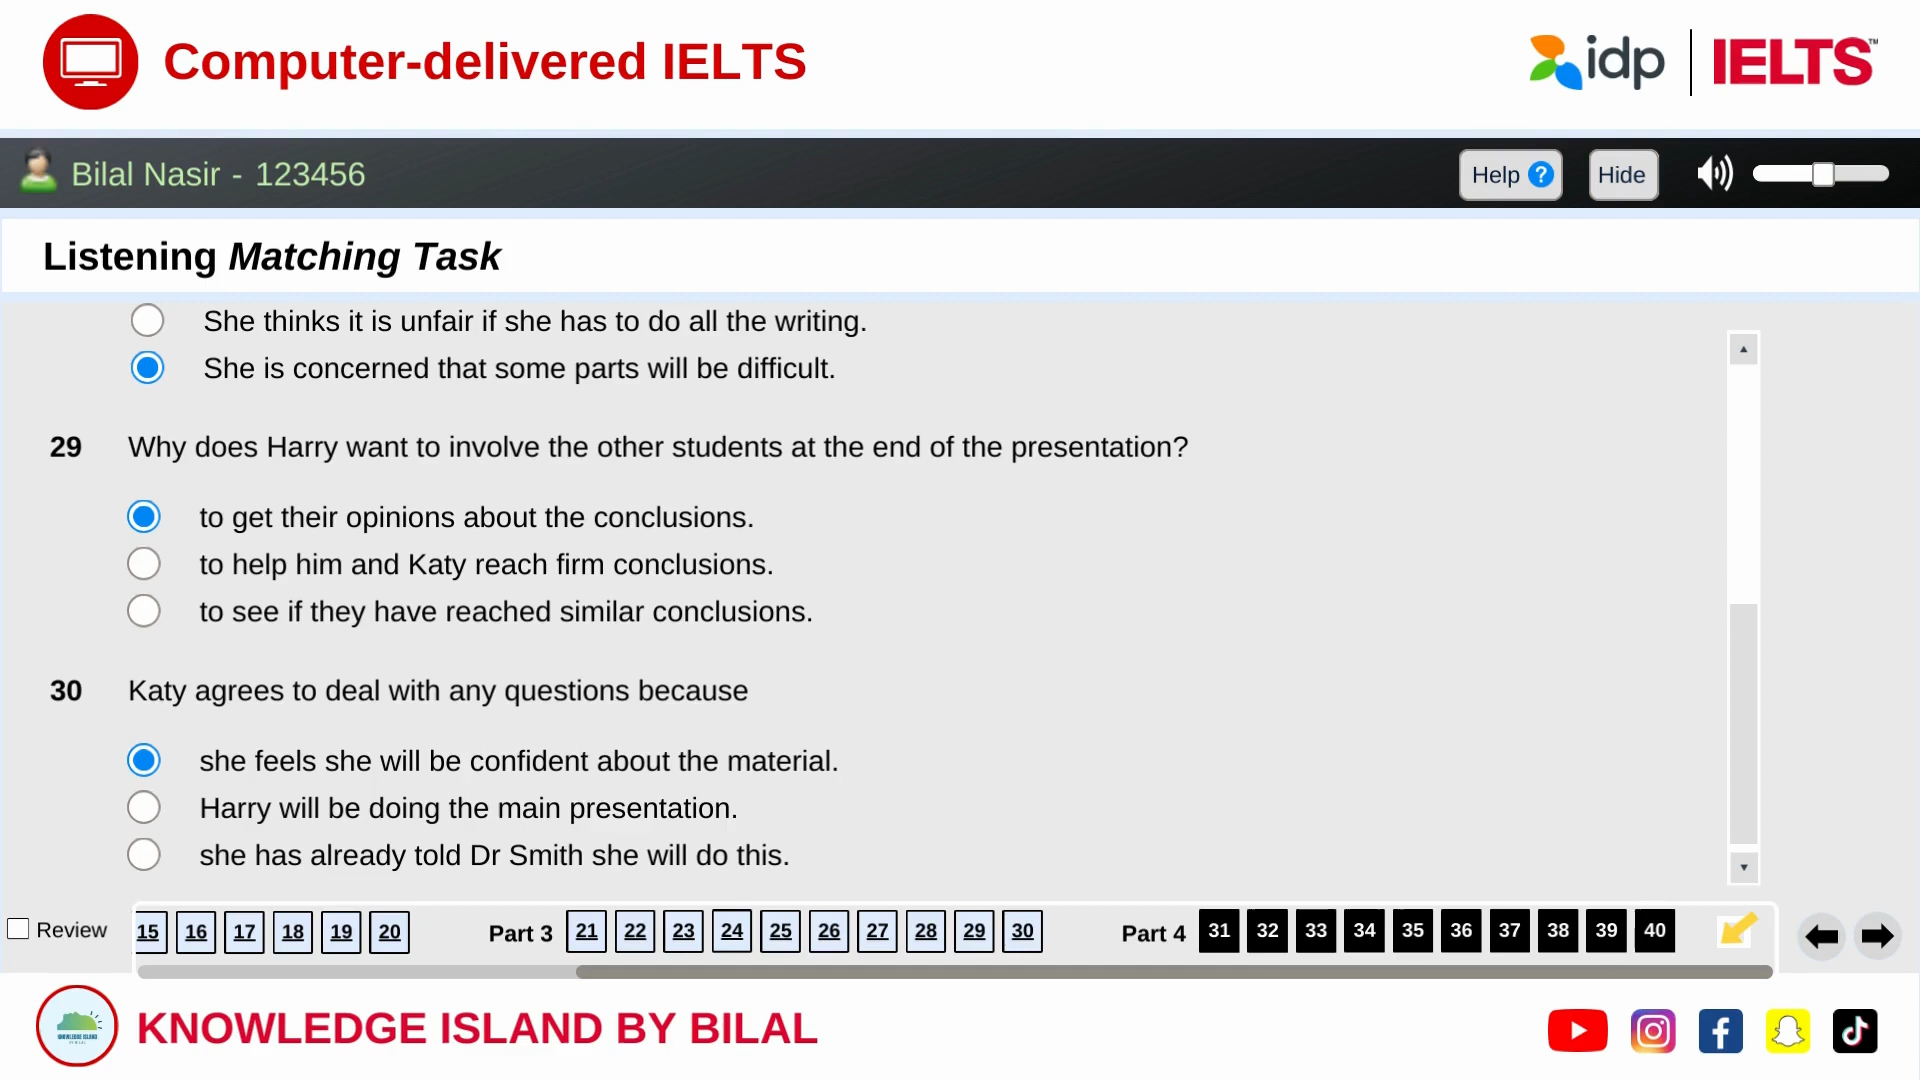 Computer-delivered IELTS
idp
IELTS™
Bilal Nasir - 123456
Help ?
Hide
Listening Matching Task
She thinks it is unfair if she has to do all the writing.
She is concerned that some parts will be difficult.
29 Why does Harry want to involve the other students at the end of the presentation?
to get their opinions about the conclusions.
to help him and Katy reach firm conclusions.
to see if they have reached similar conclusions.
30 Katy agrees to deal with any questions because
she feels she will be confident about the material.
Harry will be doing the main presentation.
she has already told Dr Smith she will do this.
Review 15 16 17 18 19 20 Part 3 21 22 23 24 25 26 27 28 29 30 Part 4 31 32 33 34 35 36 37 38 39 40
KNOWLEDGE ISLAND
BY BILAL
KNOWLEDGE ISLAND BY BILAL